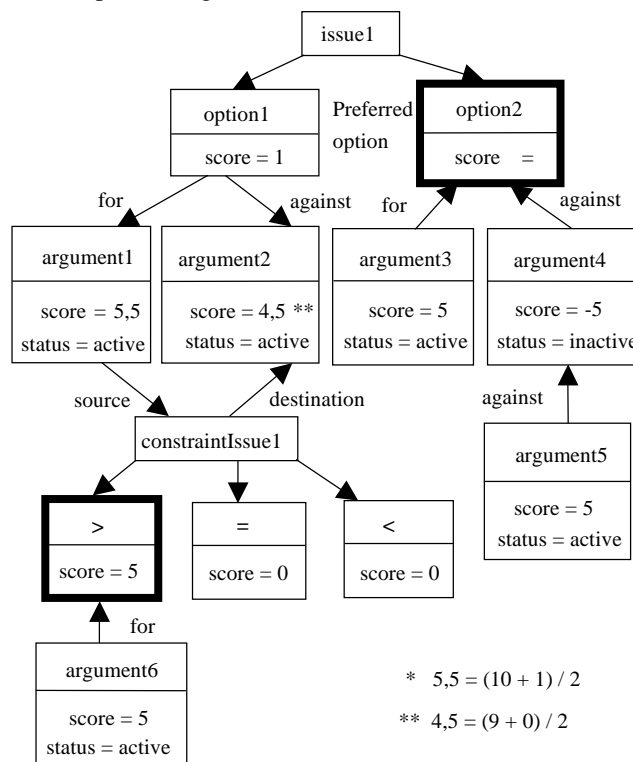 issue1
option1
score = 1
Preferred
option
option2
score =
for
against
for
against
argument1
score = 5,5
status = active
argument2
score = 4,5 **
status = active
argument3
score = 5
status = active
argument4
score = -5
status = inactive
source
destination
against
constraintIssue1
argument5
score = 5
status = active
>
score = 5
=
score = 0
<
score = 0
for
argument6
score = 5
status = active
* 5,5 = (10 + 1) / 2
** 4,5 = (9 + 0) / 2